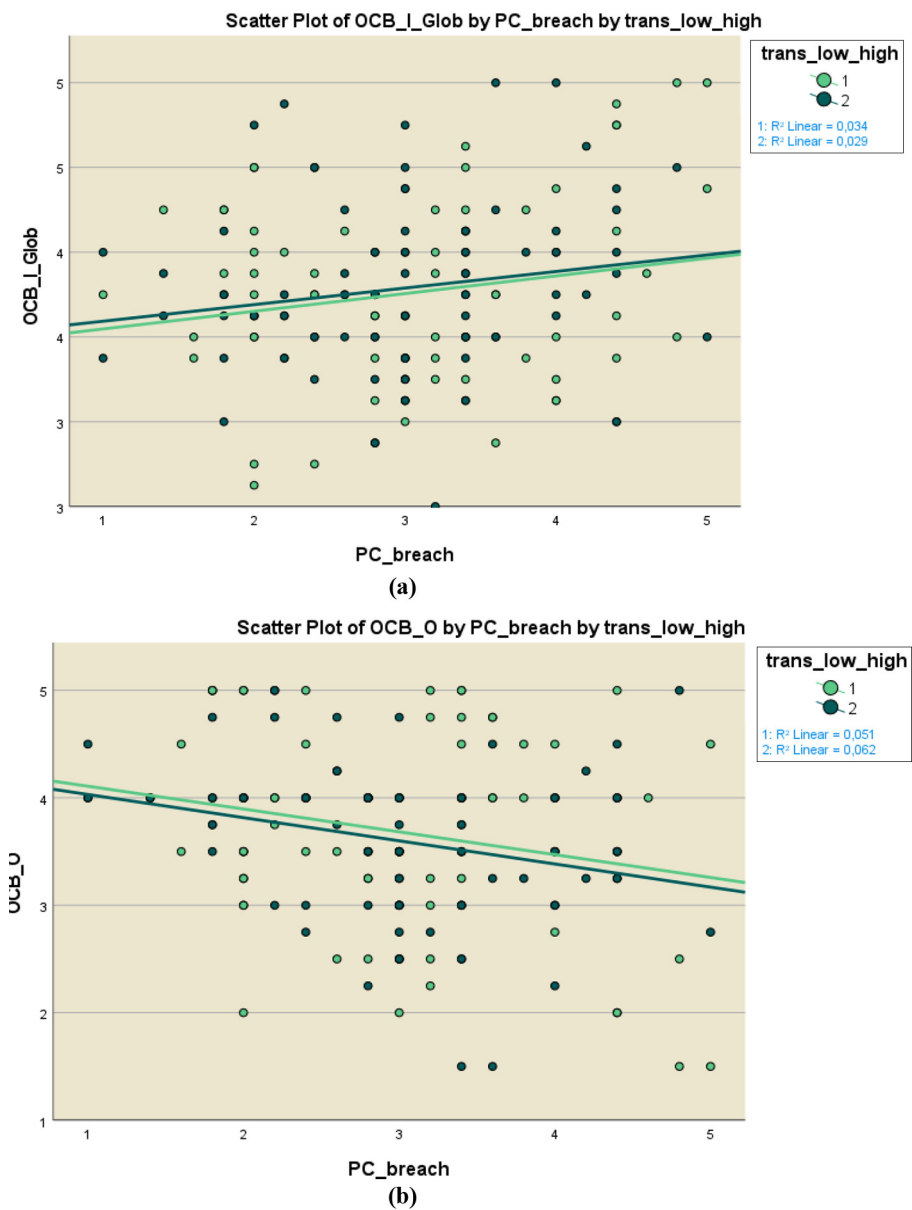 Scatter Plot of OCB_I_Glob by PC_breach by trans_low_high
trans_low_high
1
2
1: R² Linear = 0,034
2: R² Linear = 0,029
5
5
4
4
3
3
OCB_I_Glob
1 2 3 4 5
PC_breach
(a)
Scatter Plot of OCB_O by PC_breach by trans_low_high
trans_low_high
1
2
1: R² Linear = 0,051
2: R² Linear = 0,062
5
4
3
2
1
OCB_O
1 2 3 4 5
PC_breach
(b)